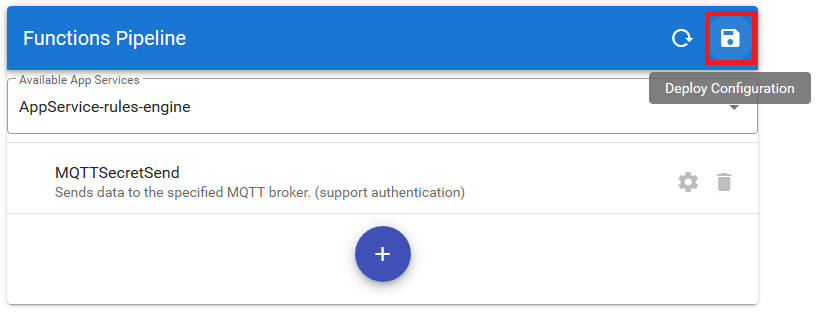 Functions Pipeline
Deploy Configuration
Available App Services
AppService-rules-engine
MQTTSecretSend
Sends data to the specified MQTT broker. (support authentication)
+